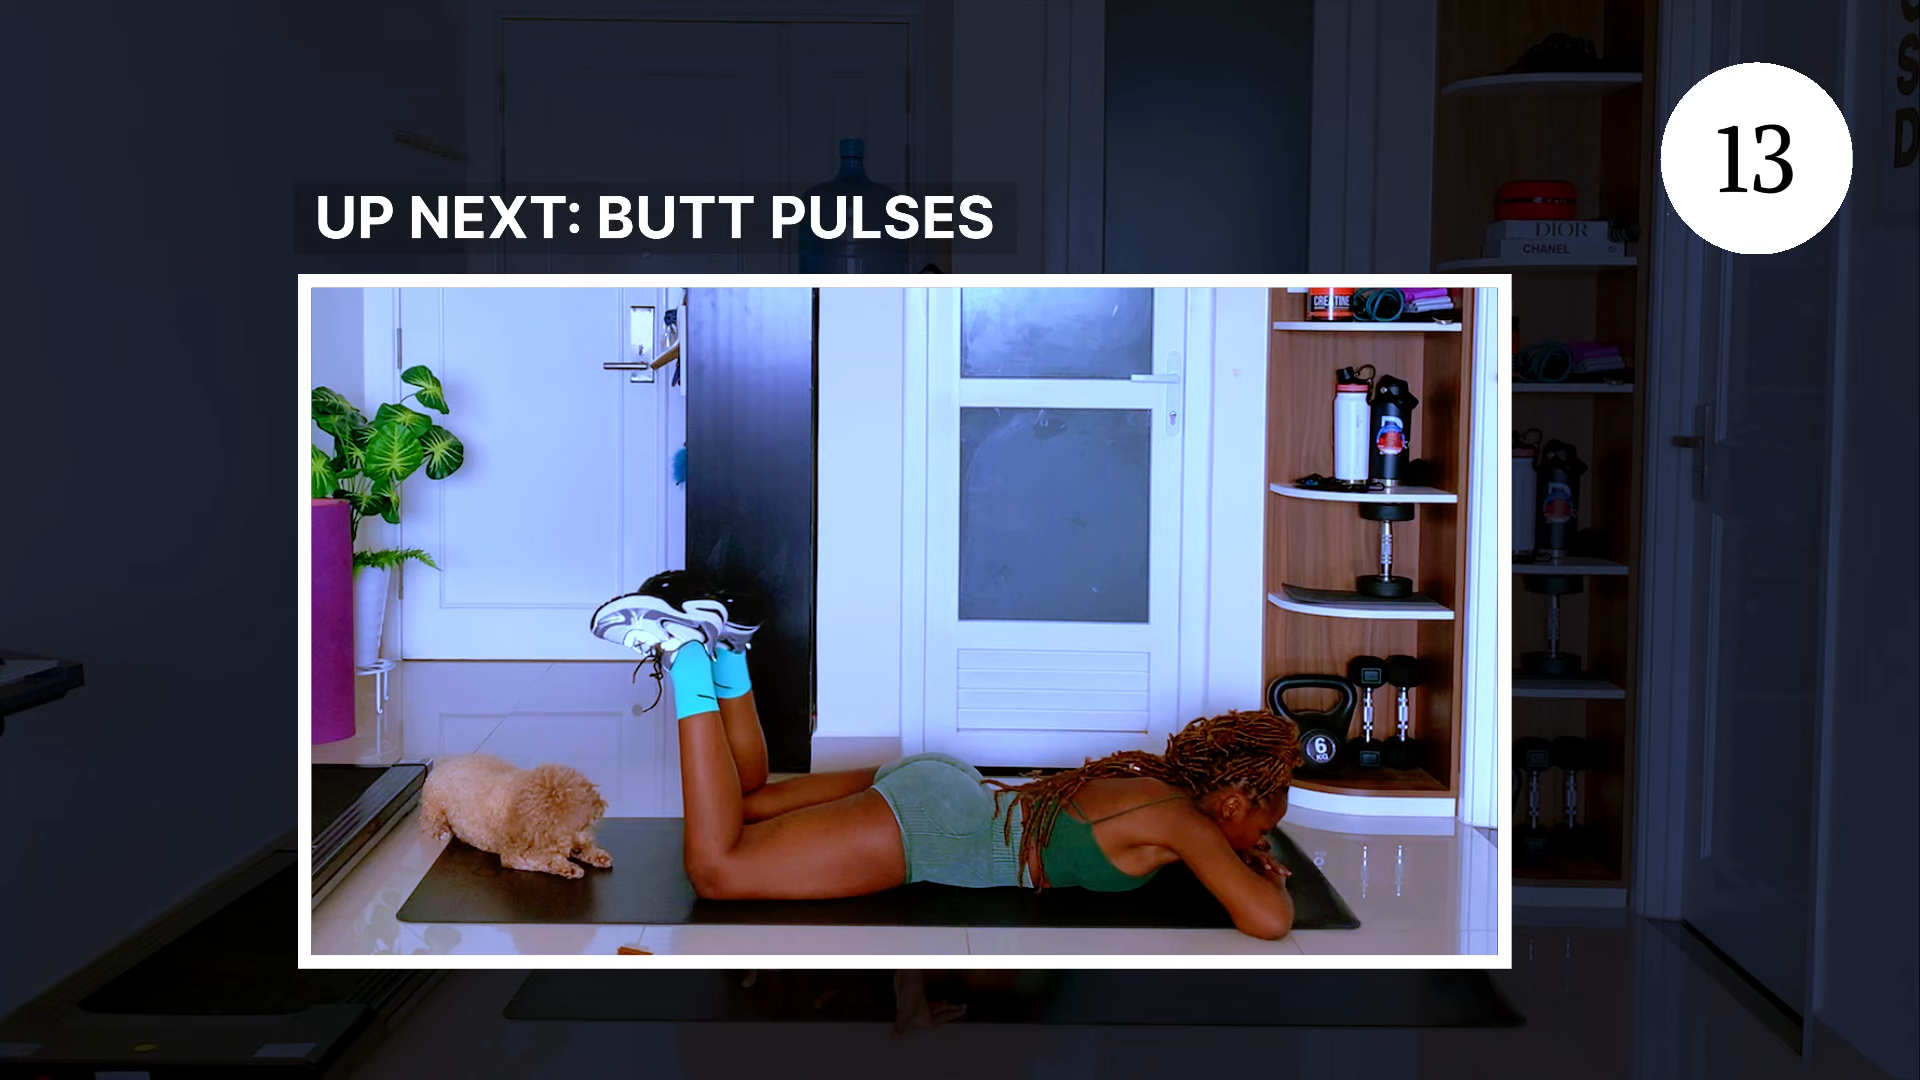 UP NEXT: BUTT PULSES
13
DIOR
CHANEL
CREATINE
6
KG